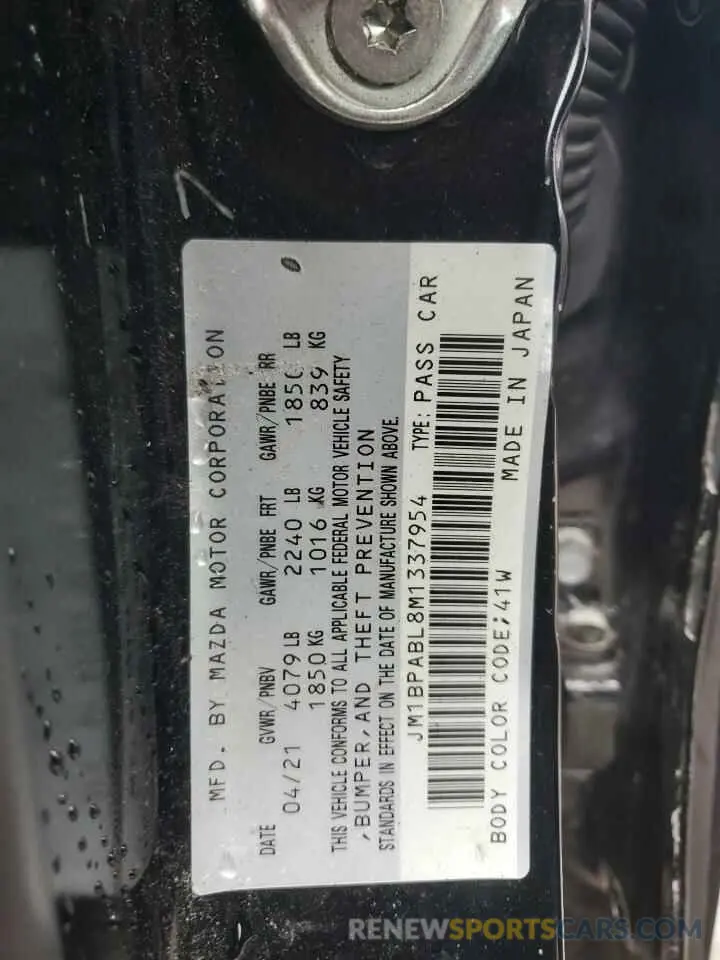 MFD. BY MAZDA MOTOR CORPORATION
DATE GVWR/PNBV GAWR/PNBE FRT GAWR/PNBE RR
04/21 4079 LB 2240 LB 1850 LB
1850 KG 1016 KG 839 KG
THIS VEHICLE CONFORMS TO ALL APPLICABLE FEDERAL MOTOR VEHICLE SAFETY
,BUMPER,AND THEFT PREVENTION
STANDARDS IN EFFECT ON THE DATE OF MANUFACTURE SHOWN ABOVE.
JM1BPABL8M1337954 TYPE: PASS CAR
BODY COLOR CODE;41W MADE IN JAPAN
RENEWSPORTSCARS.COM